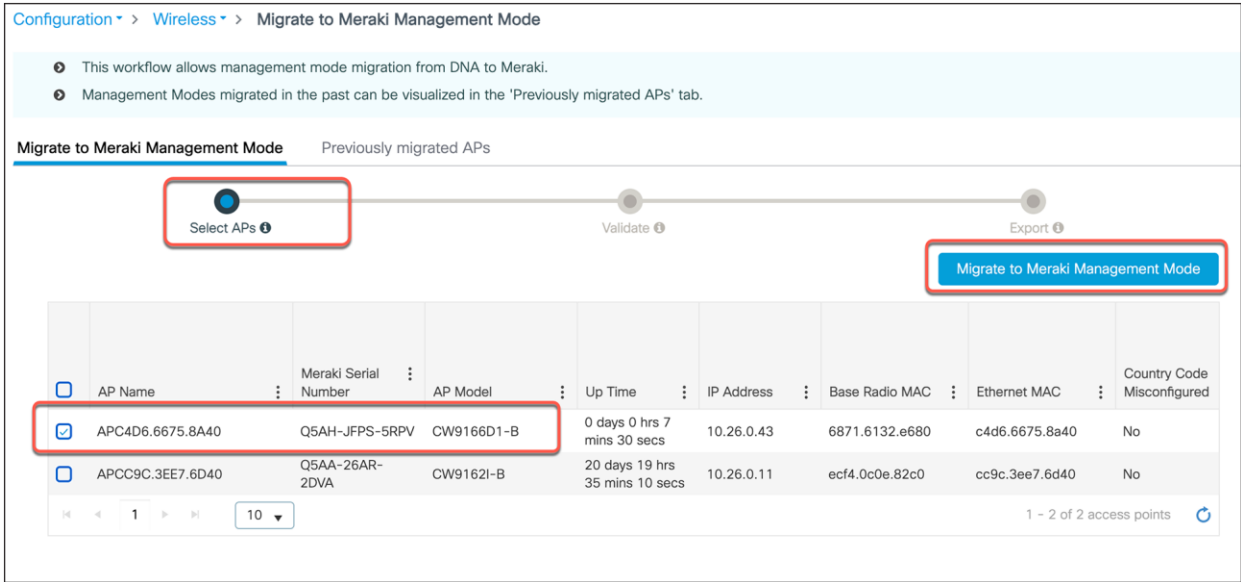 Configuration > Wireless > Migrate to Meraki Management Mode
This workflow allows management mode migration from DNA to Meraki.
Management Modes migrated in the past can be visualized in the 'Previously migrated APs' tab.
Migrate to Meraki Management Mode Previously migrated APs
Select APs Validate Export
Migrate to Meraki Management Mode
AP Name Meraki Serial Number AP Model Up Time IP Address Base Radio MAC Ethernet MAC Country Code Misconfigured
APC4D6.6675.8A40 Q5AH-JFPS-5RPV CW9166D1-B 0 days 0 hrs 7 mins 30 secs 10.26.0.43 6871.6132.e680 c4d6.6675.8a40 No
APCC9C.3EE7.6D40 Q5AA-26AR-2DVA CW9162I-B 20 days 19 hrs 35 mins 10 secs 10.26.0.11 ecf4.0c0e.82c0 cc9c.3ee7.6d40 No
1 10 1 - 2 of 2 access points